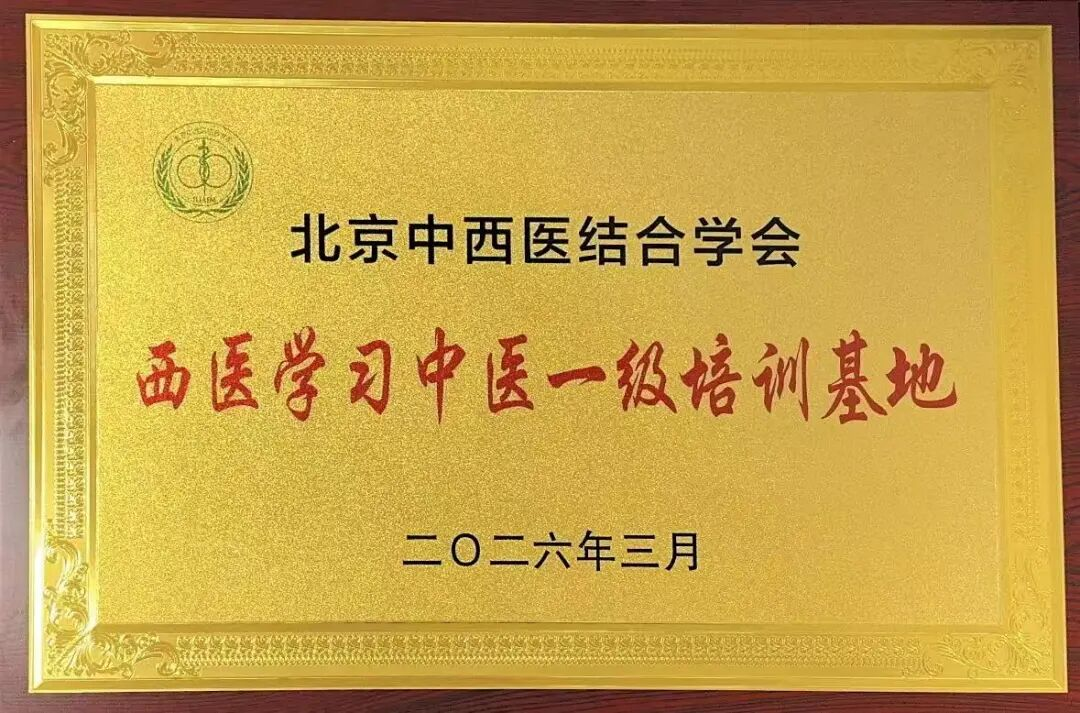 北京中西医结合学会
西医学习中医一级培训基地
二〇二六年三月